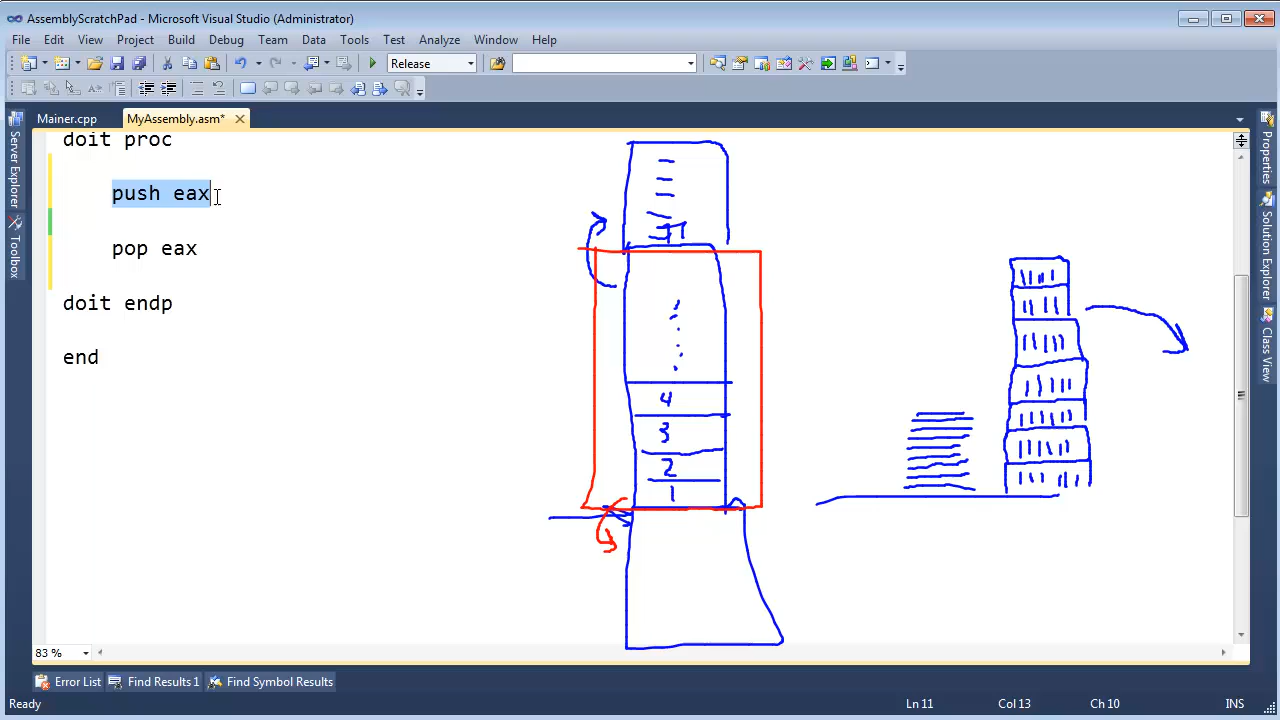 AssemblyScratchPad - Microsoft Visual Studio (Administrator)
File Edit View Project Build Debug Team Data Tools Test Analyze Window Help
Release
Mainer.cpp MyAssembly.asm*
Server Explorer
Toolbox
doit proc
push eax
pop eax
doit endp
end
4
3
2
1
Properties
Solution Explorer
Class View
83 %
Error List Find Results 1 Find Symbol Results
Ready Ln 11 Col 13 Ch 10 INS